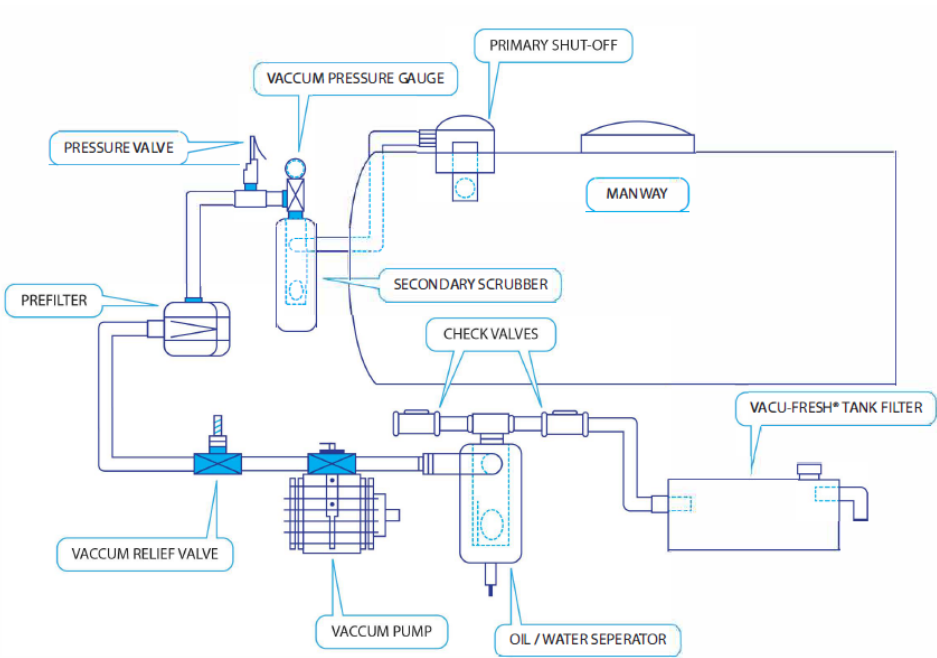 PRIMARY SHUT-OFF
VACCUM PRESSURE GAUGE
PRESSURE VALVE
MANWAY
SECONDARY SCRUBBER
PREFILTER
CHECK VALVES
VACU-FRESH® TANK FILTER
VACCUM RELIEF VALVE
VACCUM PUMP
OIL / WATER SEPERATOR